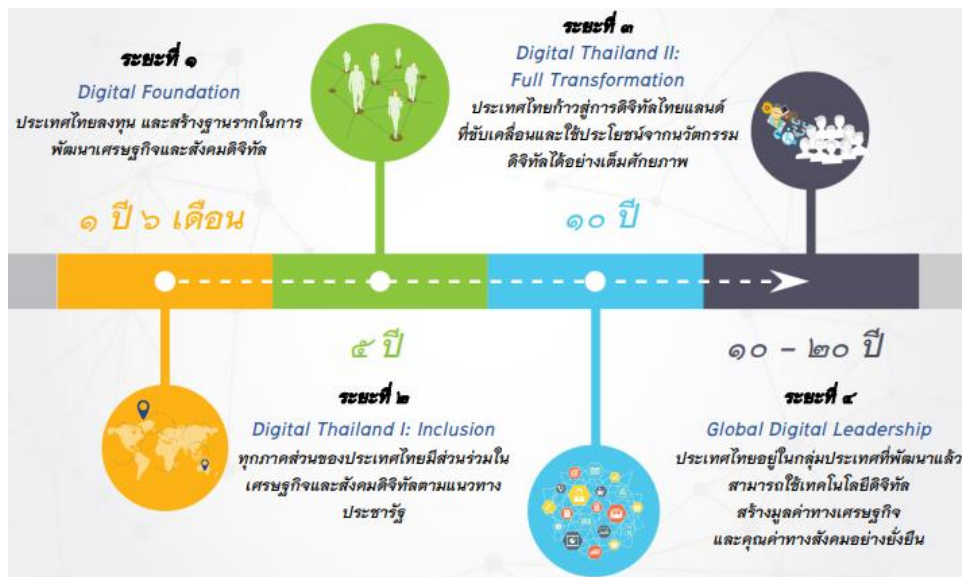 ระยะที่ ๑
Digital Foundation
ประเทศไทยลงทุน และสร้างฐานรากในการ
พัฒนาเศรษฐกิจและสังคมดิจิทัล
๑ ปี ๖ เดือน
๕ ปี
ระยะที่ ๒
Digital Thailand I: Inclusion
ทุกภาคส่วนของประเทศไทยมีส่วนร่วมใน
เศรษฐกิจและสังคมดิจิทัลตามแนวทาง
ประชารัฐ
ระยะที่ ๓
Digital Thailand II:
Full Transformation
ประเทศไทยก้าวสู่การดิจิทัลไทยแลนด์
ที่ขับเคลื่อนและใช้ประโยชน์จากนวัตกรรม
ดิจิทัลได้อย่างเต็มศักยภาพ
๑๐ ปี
๑๐ - ๒๐ ปี
ระยะที่ ๔
Global Digital Leadership
ประเทศไทยอยู่ในกลุ่มประเทศที่พัฒนาแล้ว
สามารถใช้เทคโนโลยีดิจิทัล
สร้างมูลค่าทางเศรษฐกิจ
และคุณค่าทางสังคมอย่างยั่งยืน